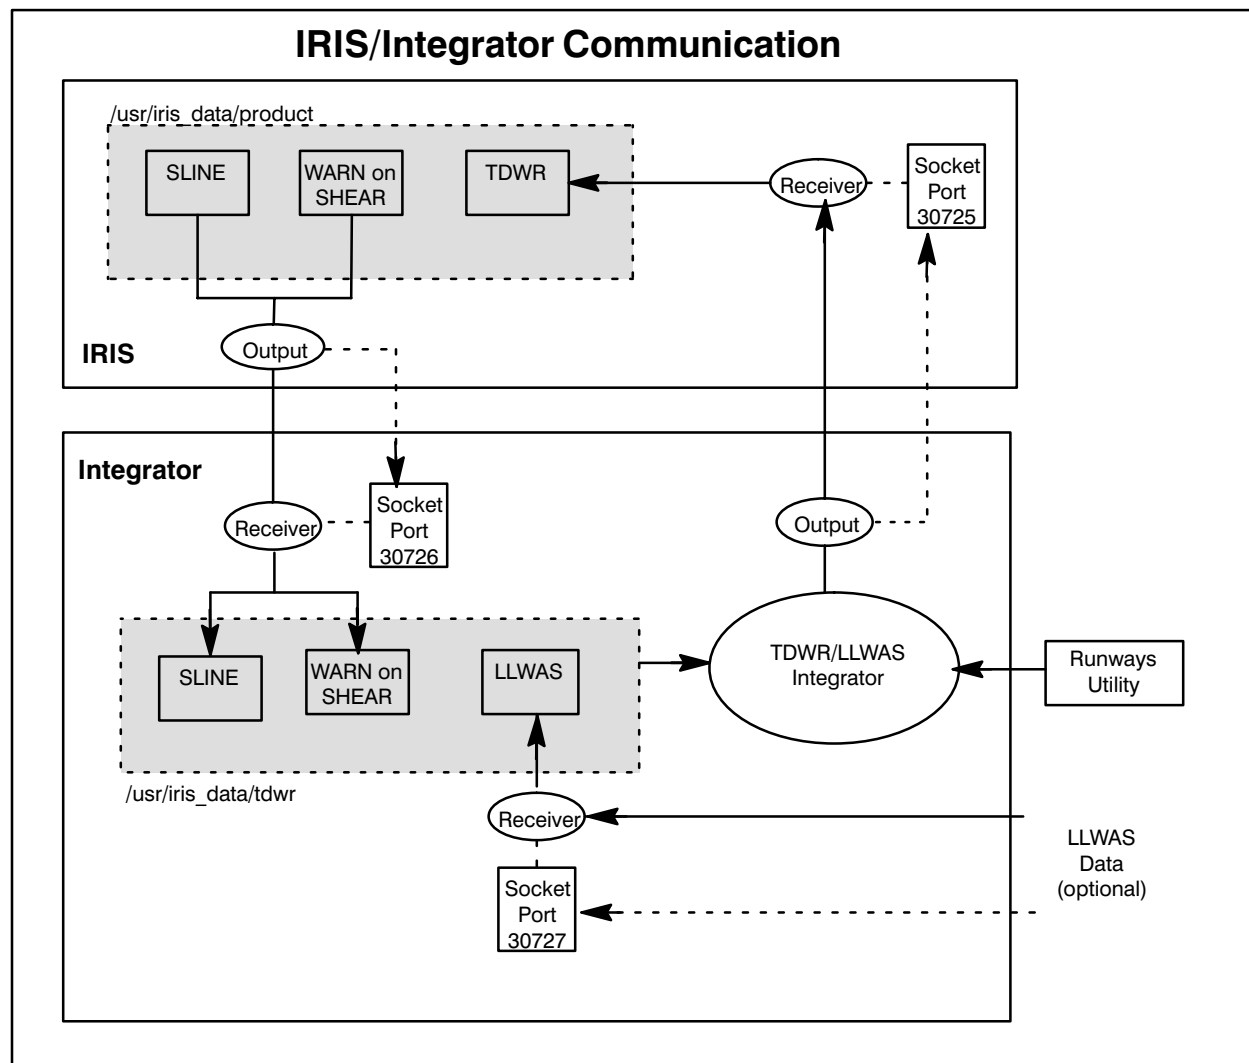 IRIS/Integrator Communication
/usr/iris_data/product
SLINE
WARN on
SHEAR
TDWR
Receiver
Socket
Port
30725
Output
IRIS
Integrator
Receiver
Socket
Port
30726
Output
SLINE
WARN on
SHEAR
LLWAS
TDWR/LLWAS
Integrator
Runways
Utility
/usr/iris_data/tdwr
Receiver
LLWAS
Data
(optional)
Socket
Port
30727